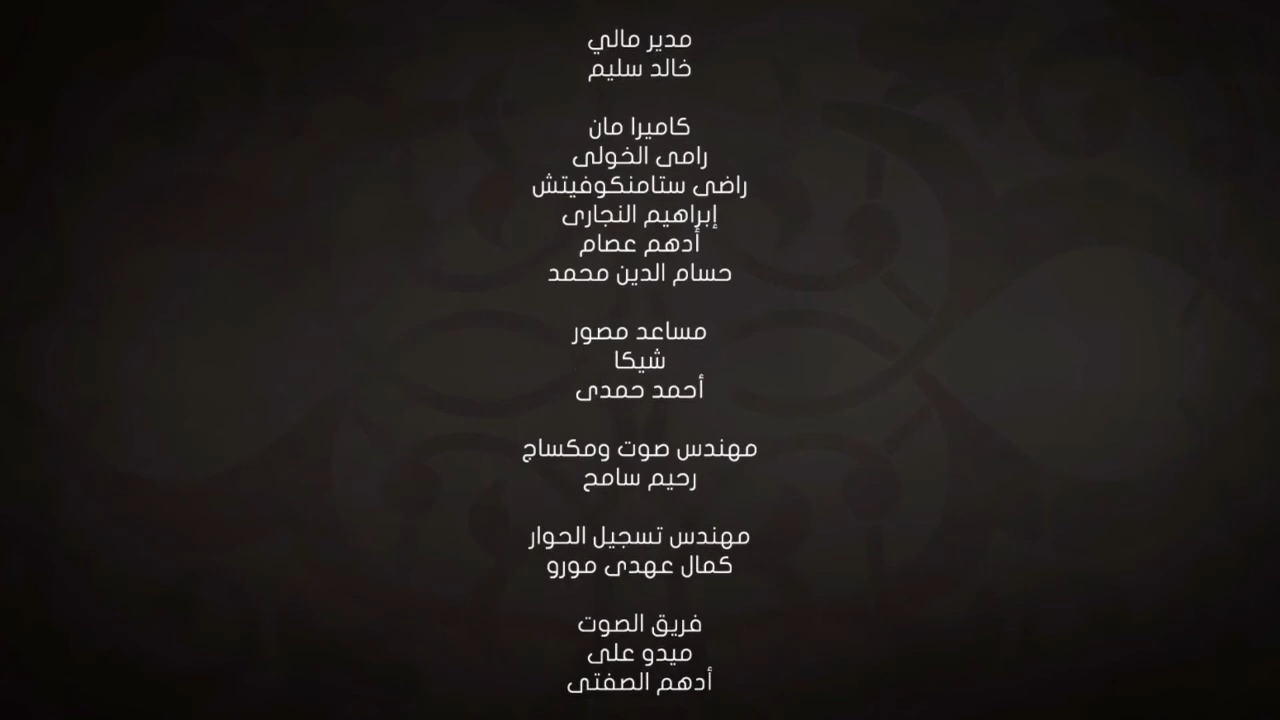 مدير مالي
خالد سليم
كاميرا مان
رامى الخولى
راضى ستامنكوفيتش
إبراهيم النجارى
أدهم عصام
حسام الدين محمد
مساعد مصور
شيكا
أحمد حمدى
مهندس صوت ومكساج
رحيم سامح
مهندس تسجيل الحوار
كمال عهدى مورو
فريق الصوت
ميدو على
أدهم الصفتى